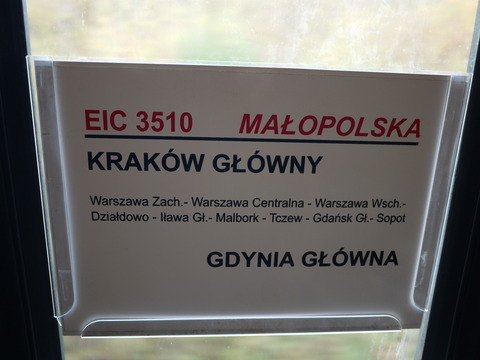 EIC 3510 MAŁOPOLSKA
KRAKÓW GŁÓWNY
Warszawa Zach.- Warszawa Centralna - Warszawa Wsch.-
Działdowo - Iława Gł.- Malbork - Tczew - Gdańsk Gł.- Sopot
GDYNIA GŁÓWNA